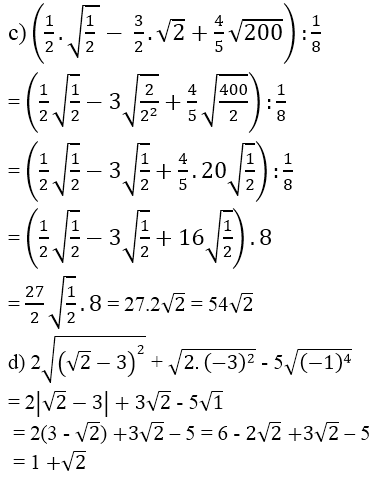 c) (1/2 . √(1/2) − 3/2 . √2 + 4/5 √200) : 1/8
= (1/2 √(1/2) − 3√(2/2²) + 4/5 √(400/2)) : 1/8
= (1/2 √(1/2) − 3√(1/2) + 4/5 . 20√(1/2)) : 1/8
= (1/2 √(1/2) − 3√(1/2) + 16√(1/2)) . 8
= 27/2 √(1/2) . 8 = 27.2√2 = 54√2
d) 2√((√2 − 3)²) + √(2. (−3)²) - 5√((−1)⁴)
= 2|√2 − 3| + 3√2 - 5√1
= 2(3 - √2) +3√2 − 5 = 6 - 2√2 +3√2 − 5
= 1 +√2